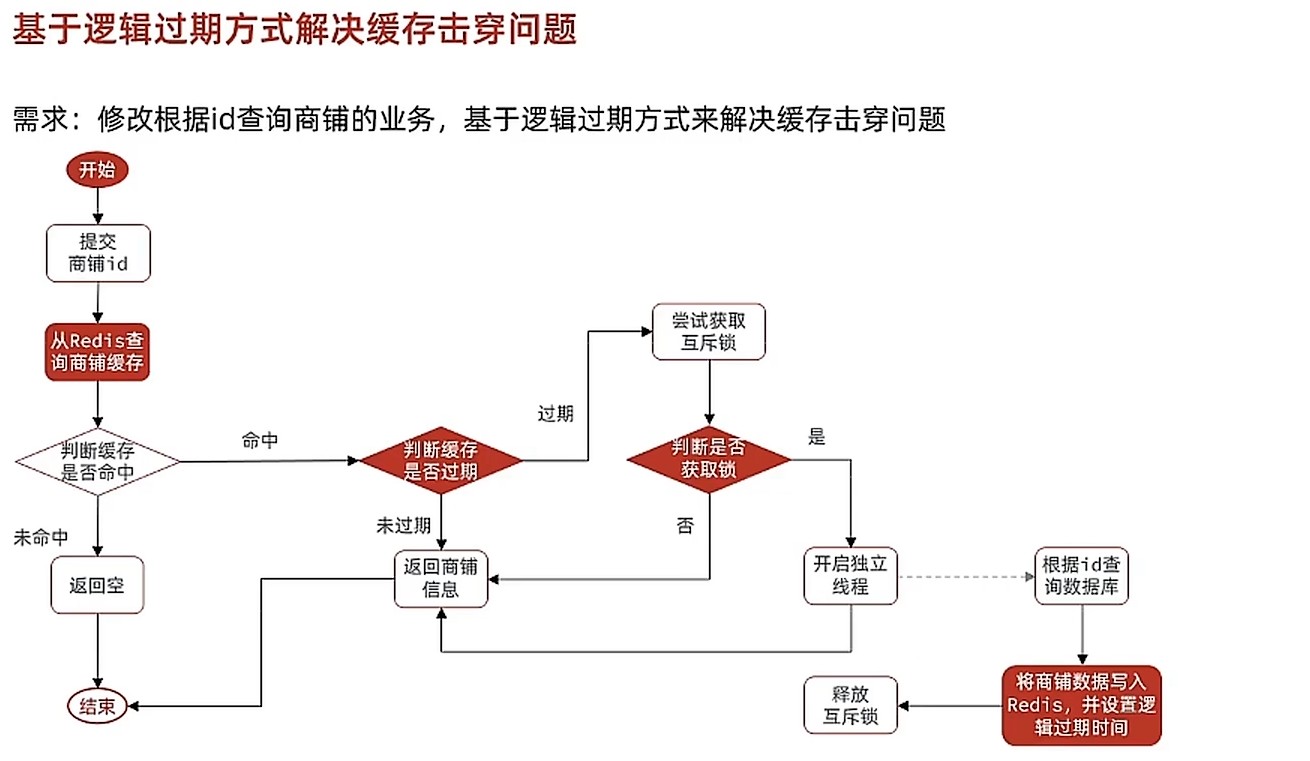 基于逻辑过期方式解决缓存击穿问题
需求：修改根据id查询商铺的业务，基于逻辑过期方式来解决缓存击穿问题
开始
提交
商铺id
从Redis查
询商铺缓存
判断缓存
是否命中
命中
未命中
返回空
结束
判断缓存
是否过期
过期
未过期
返回商铺
信息
尝试获取
互斥锁
判断是否
获取锁
是
否
开启独立
线程
根据id查
询数据库
将商铺数据写入
Redis，并设置逻
辑过期时间
释放
互斥锁